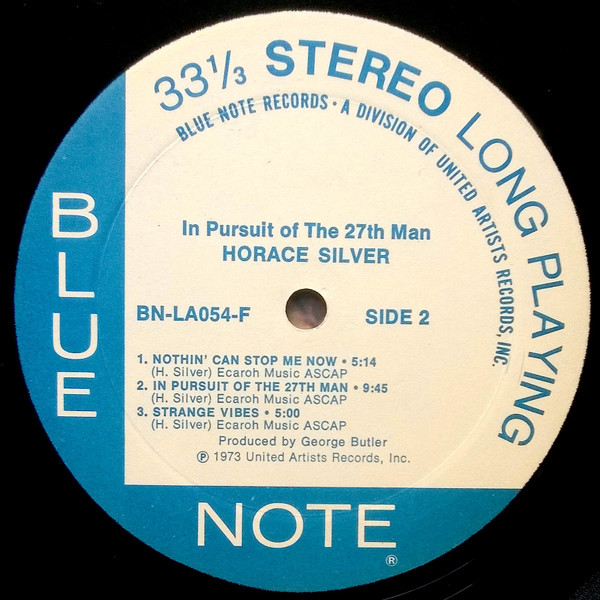 33 1/3 STEREO LONG PLAYING
BLUE NOTE RECORDS • A DIVISION OF UNITED ARTISTS RECORDS, INC.
In Pursuit of The 27th Man
HORACE SILVER
BN-LA054-F SIDE 2
1. NOTHIN' CAN STOP ME NOW • 5:14
(H. Silver) Ecaroh Music ASCAP
2. IN PURSUIT OF THE 27TH MAN • 9:45
(H. Silver) Ecaroh Music ASCAP
3. STRANGE VIBES • 5:00
(H. Silver) Ecaroh Music ASCAP
Produced by George Butler
℗ 1973 United Artists Records, Inc.
BLUE
NOTE ®